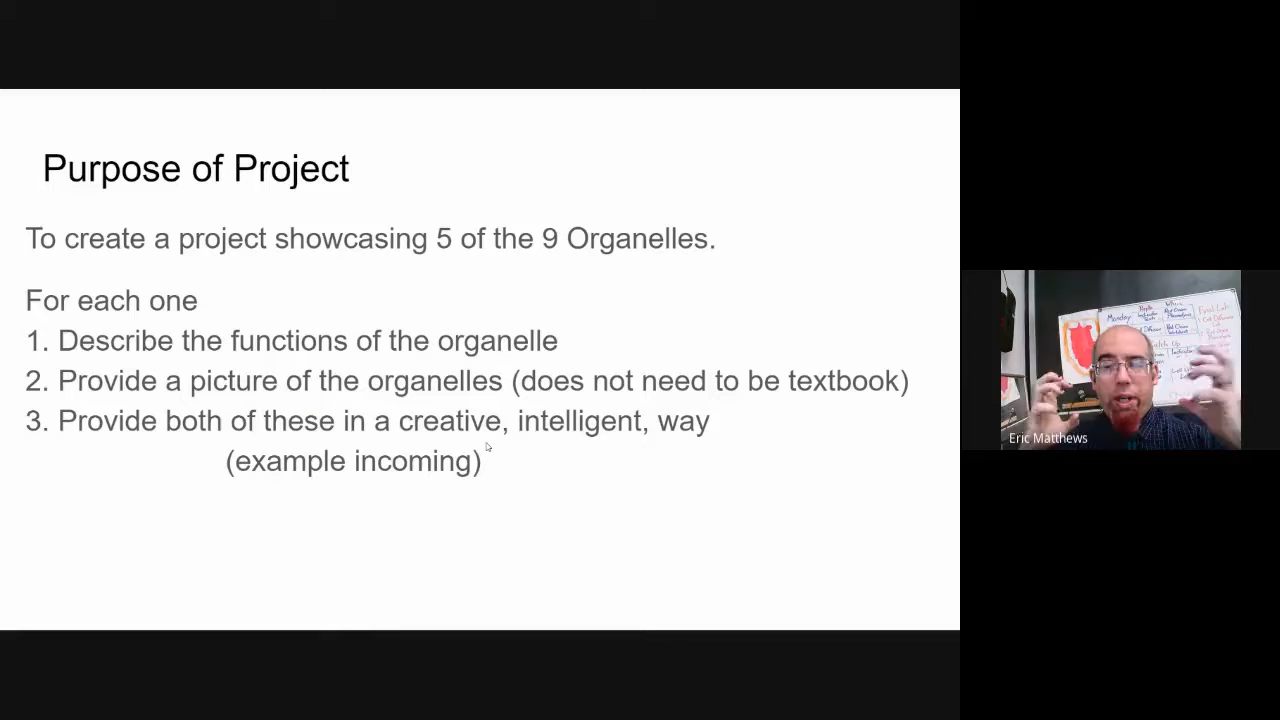 Purpose of Project
To create a project showcasing 5 of the 9 Organelles.
For each one
1. Describe the functions of the organelle
2. Provide a picture of the organelles (does not need to be textbook)
3. Provide both of these in a creative, intelligent, way
(example incoming)
Eric Matthews
Monday